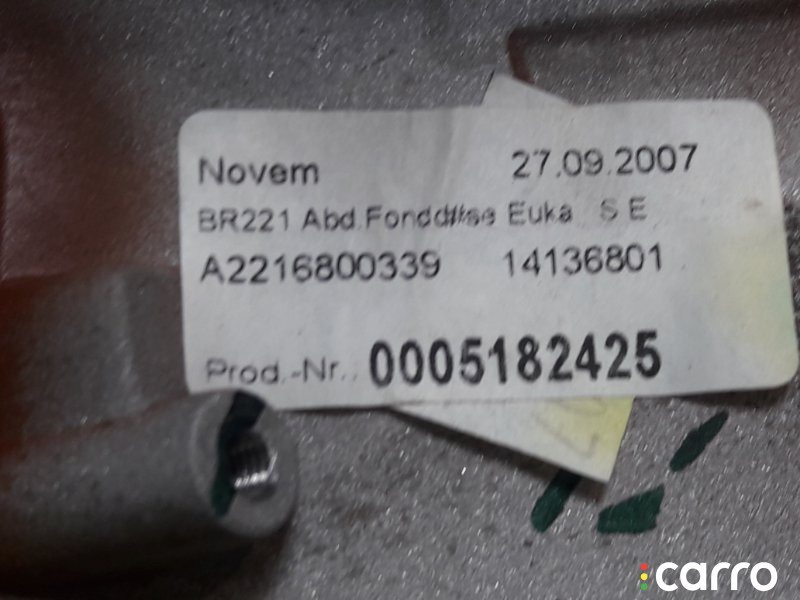 Novem 27.09.2007
BR221 Abd.Fonddüse Euka S E
A2216800339 14136801
Prod.-Nr.: 0005182425
carro